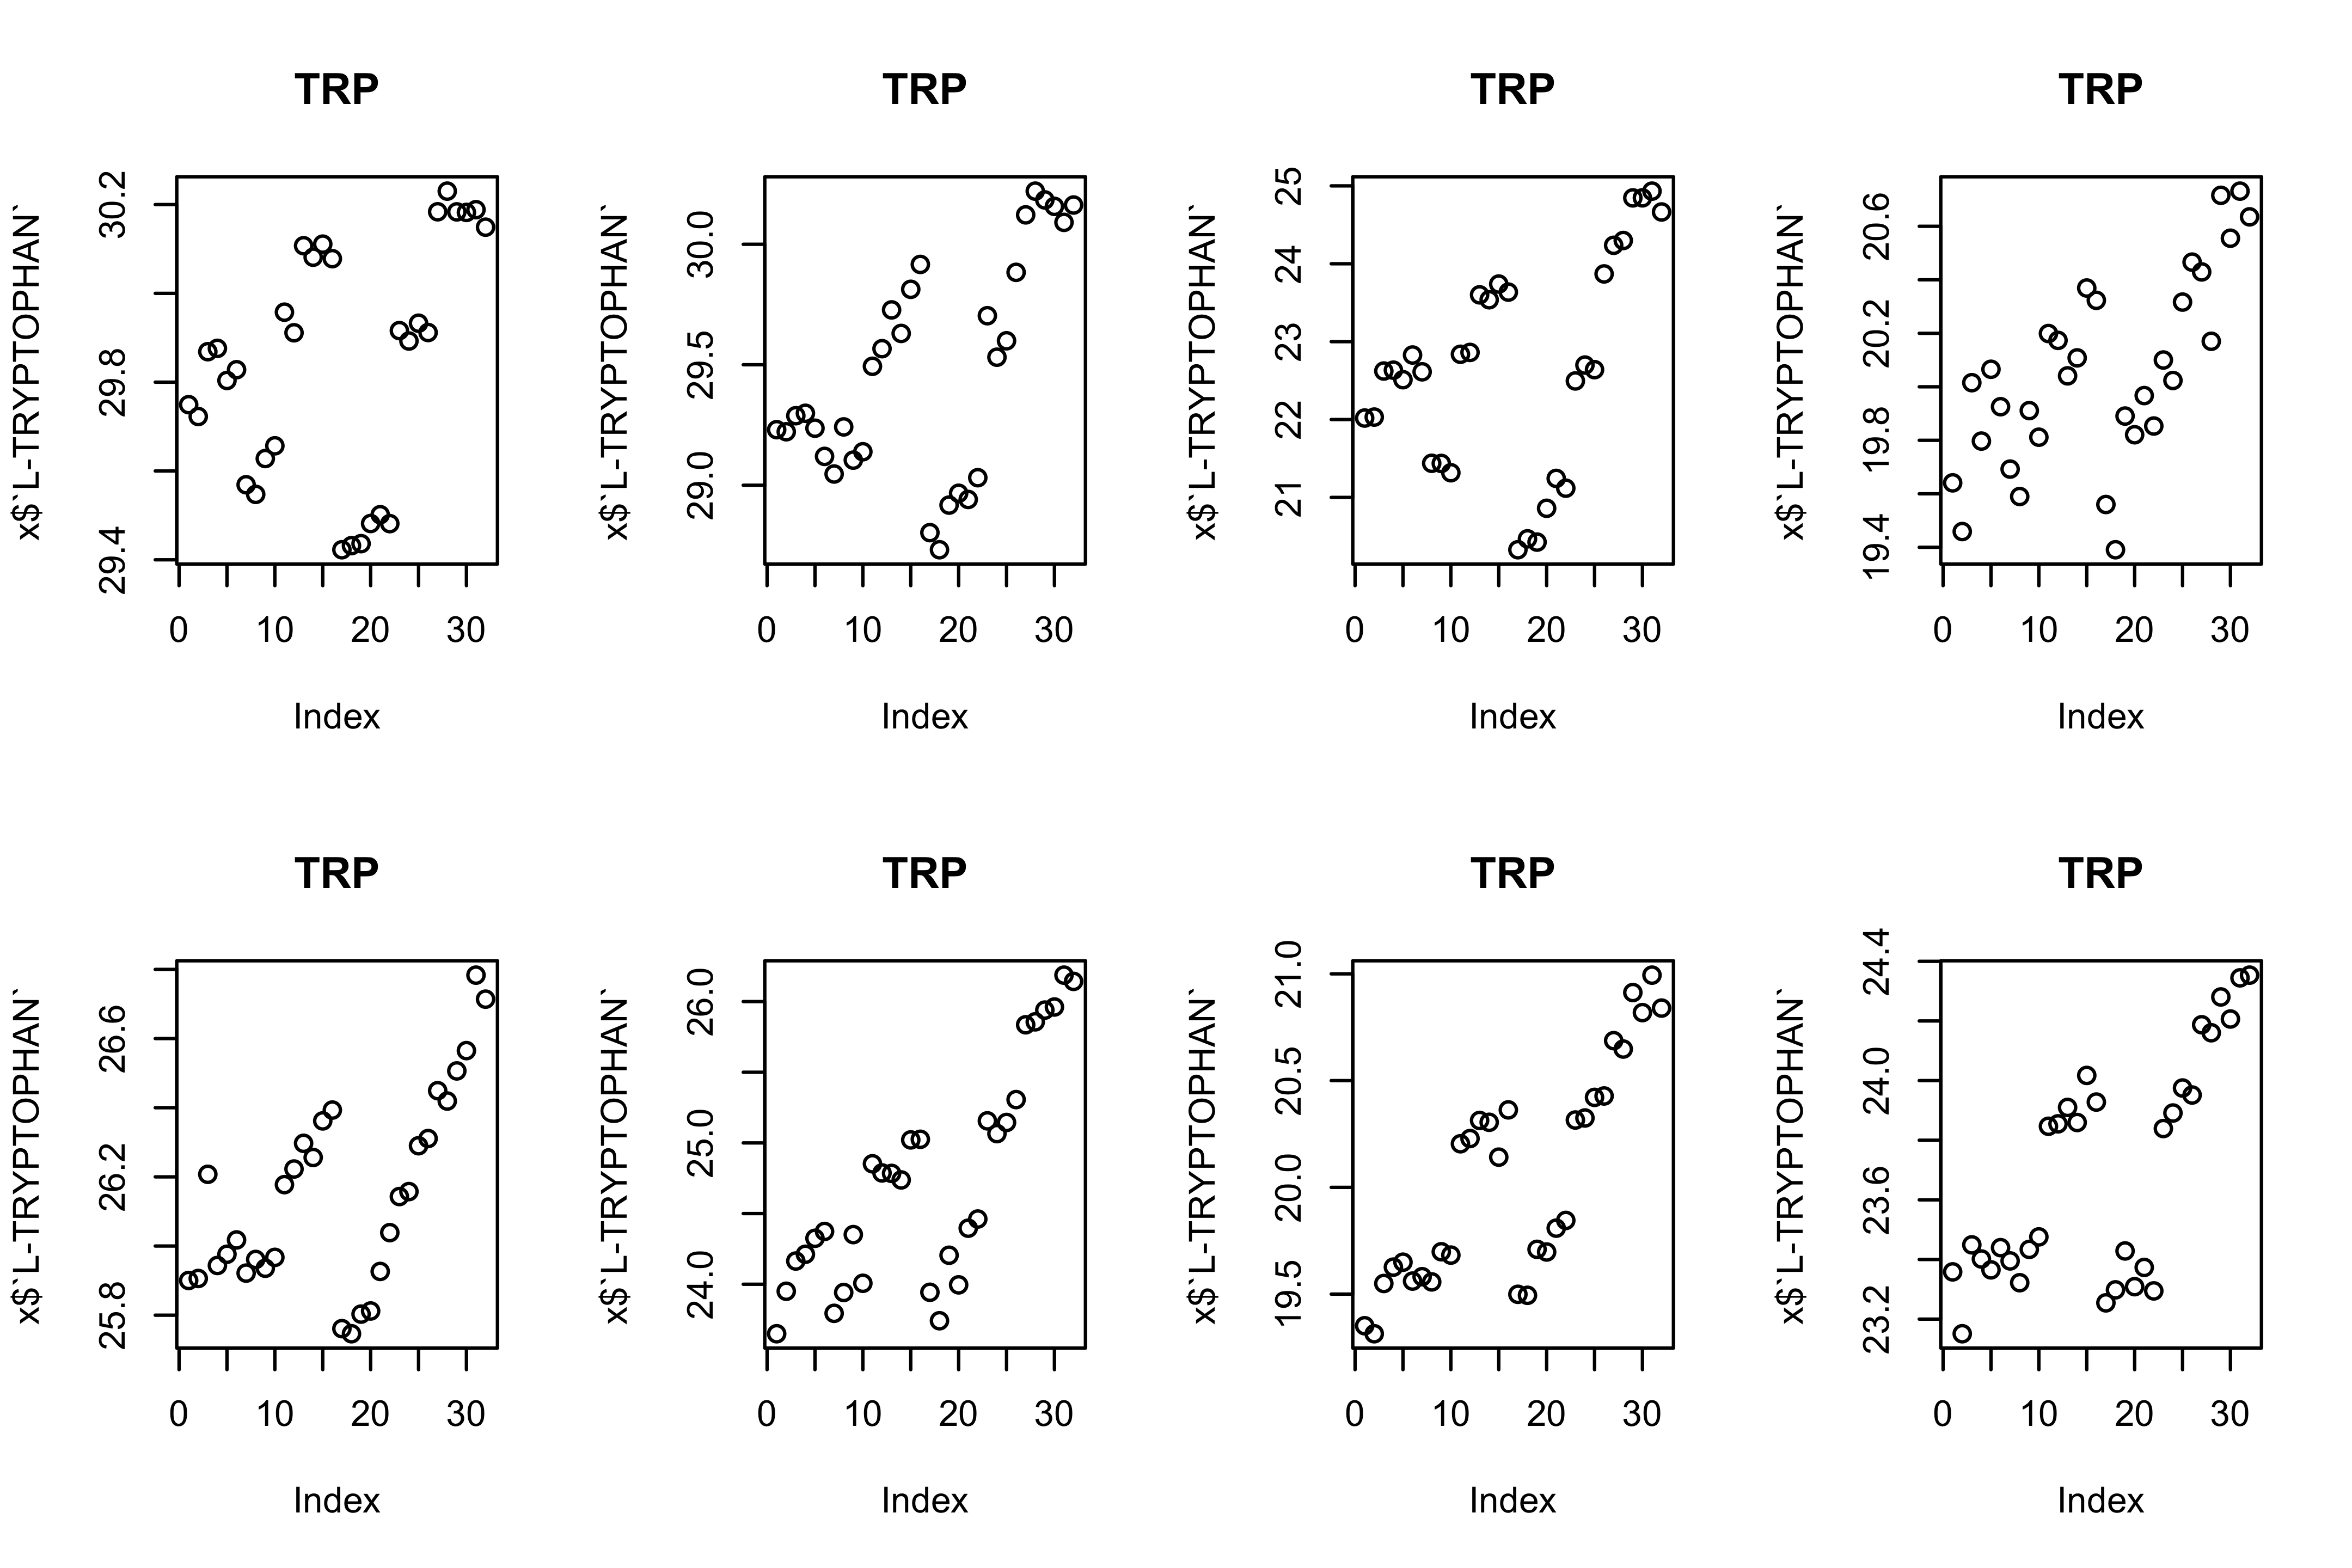 TRP
x$`L-TRYPTOPHAN`
30.2
29.8
29.4
0 10 20 30
Index
TRP
x$`L-TRYPTOPHAN`
30.0
29.5
29.0
0 10 20 30
Index
TRP
x$`L-TRYPTOPHAN`
25
24
23
22
21
0 10 20 30
Index
TRP
x$`L-TRYPTOPHAN`
20.6
20.2
19.8
19.4
0 10 20 30
Index
TRP
x$`L-TRYPTOPHAN`
26.6
26.2
25.8
0 10 20 30
Index
TRP
x$`L-TRYPTOPHAN`
26.0
25.0
24.0
0 10 20 30
Index
TRP
x$`L-TRYPTOPHAN`
21.0
20.5
20.0
19.5
0 10 20 30
Index
TRP
x$`L-TRYPTOPHAN`
24.4
24.0
23.6
23.2
0 10 20 30
Index